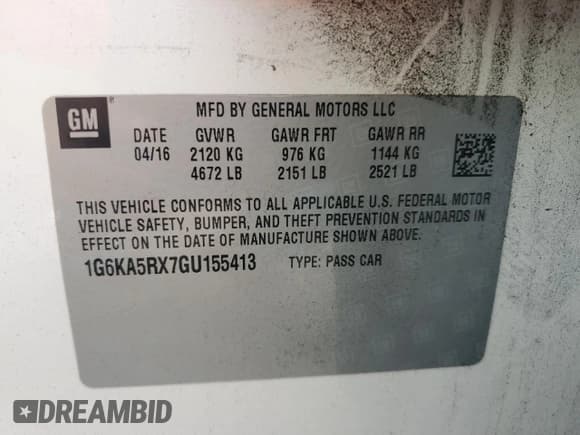 GM
MFD BY GENERAL MOTORS LLC
DATE GVWR GAWR FRT GAWR RR
04/16 2120 KG 976 KG 1144 KG
4672 LB 2151 LB 2521 LB
THIS VEHICLE CONFORMS TO ALL APPLICABLE U.S. FEDERAL MOTOR
VEHICLE SAFETY, BUMPER, AND THEFT PREVENTION STANDARDS IN
EFFECT ON THE DATE OF MANUFACTURE SHOWN ABOVE.
1G6KA5RX7GU155413 TYPE: PASS CAR
DREAMBID